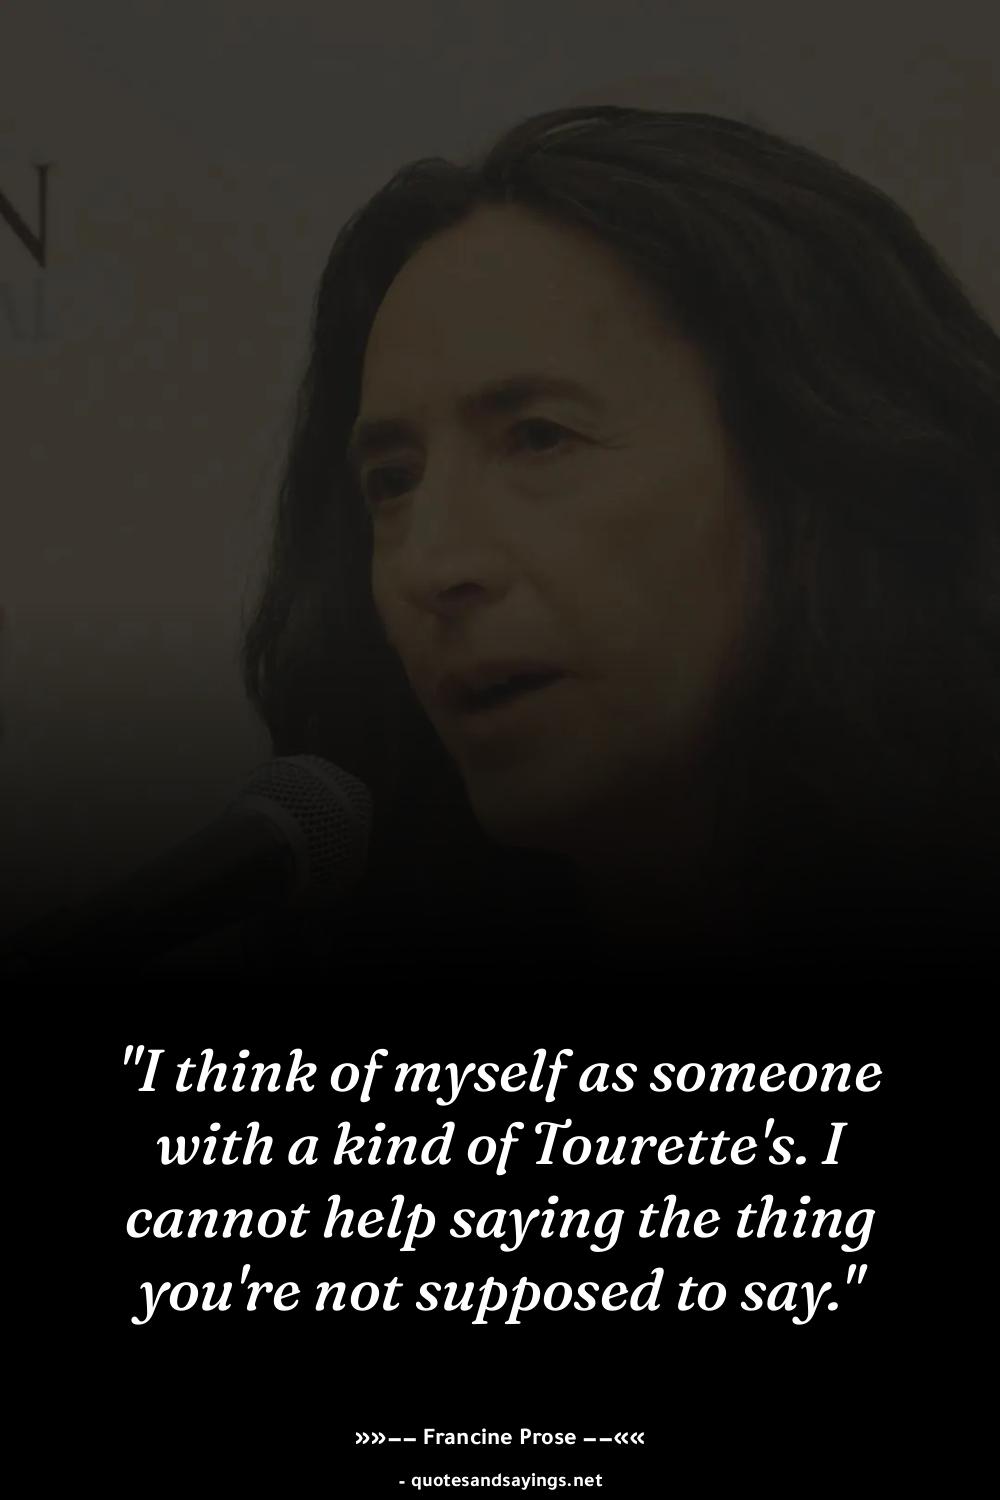 N
"I think of myself as someone
with a kind of Tourette's. I
cannot help saying the thing
you're not supposed to say."
»»–– Francine Prose ––««
- quotesandsayings.net